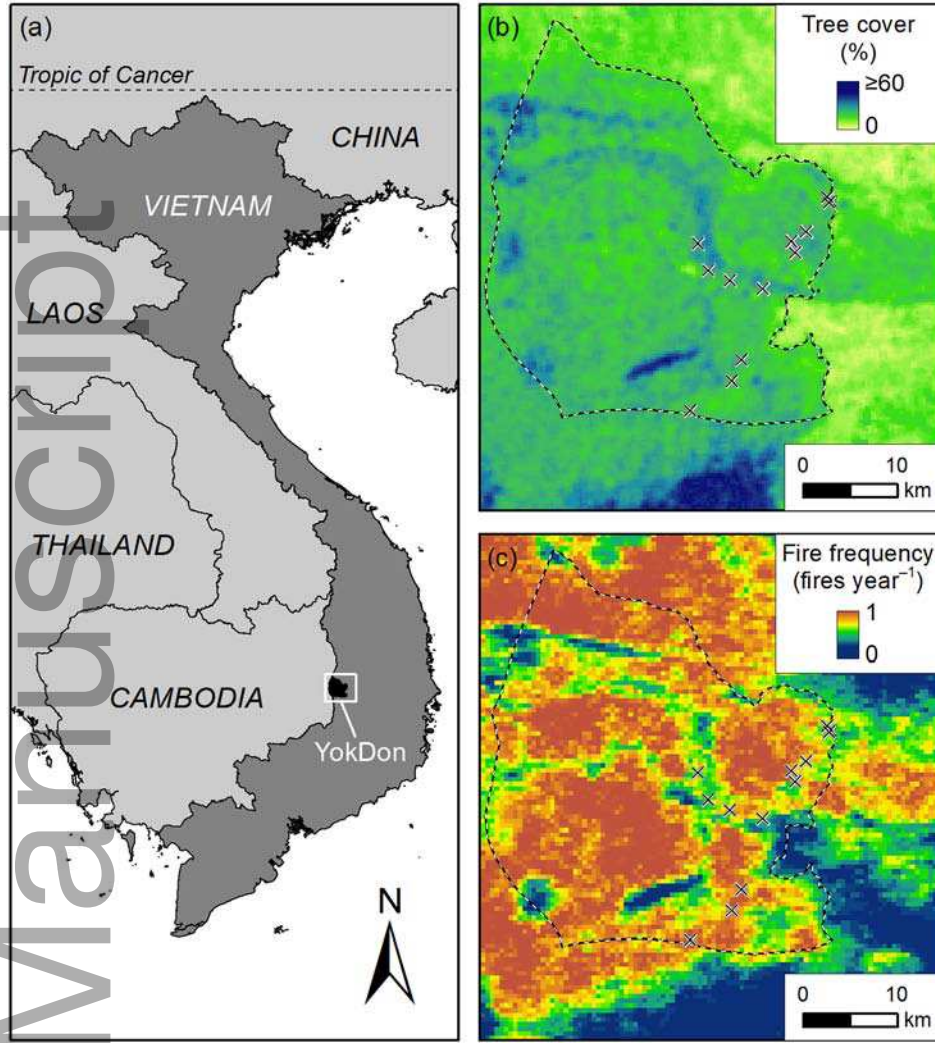 (a)
Tropic of Cancer
CHINA
VIETNAM
LAOS
THAILAND
CAMBODIA
YokDon
N
Manuscript
(b)
Tree cover
(%)
≥60
0
0 10
km
(c)
Fire frequency
(fires year⁻¹)
1
0
0 10
km